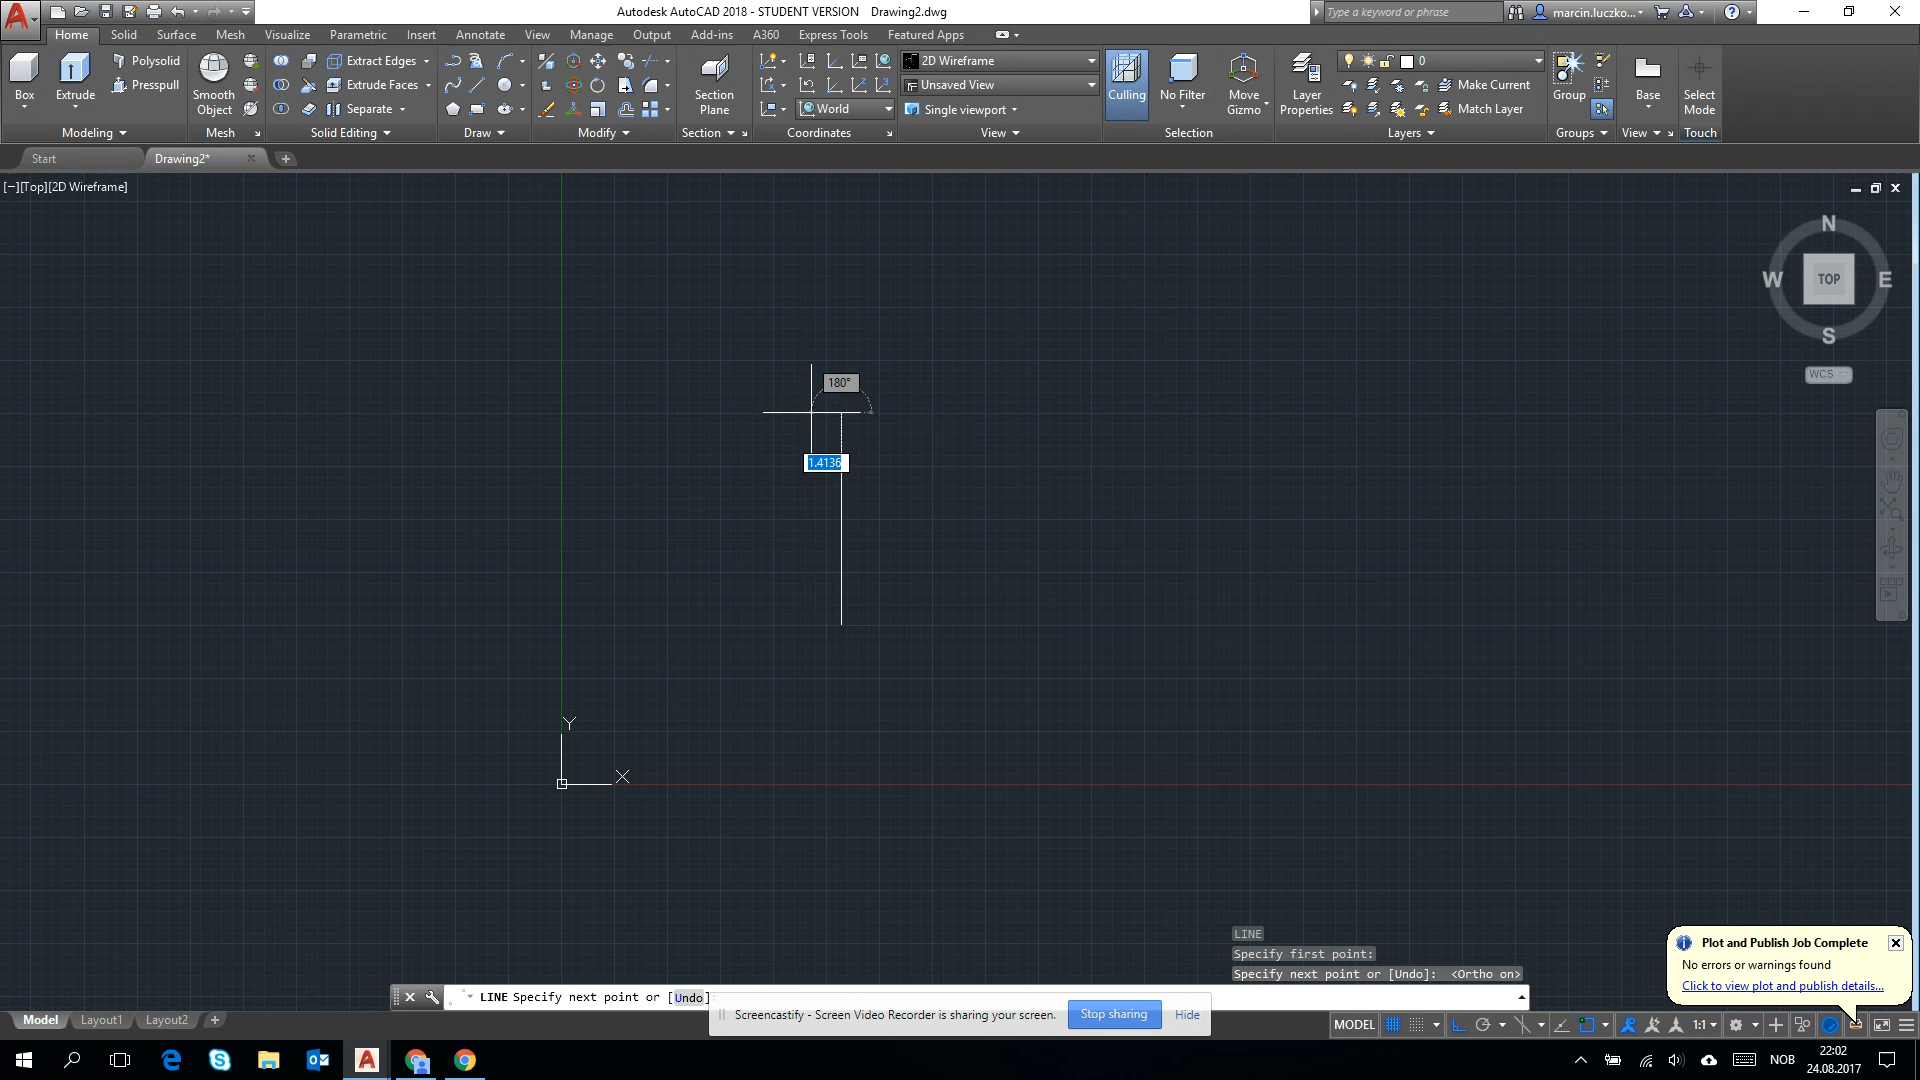 Autodesk AutoCAD 2018 - STUDENT VERSION Drawing2.dwg
Type a keyword or phrase
marcin.luczko...
Home Solid Surface Mesh Visualize Parametric Insert Annotate View Manage Output Add-ins A360 Express Tools Featured Apps
Polysolid Extract Edges 2D Wireframe 0
Presspull Extrude Faces Unsaved View Make Current
Box Extrude Smooth Object Separate Section Plane World Single viewport Culling No Filter Move Gizmo Layer Properties Match Layer Group Base Select Mode
Modeling Mesh Solid Editing Draw Modify Section Coordinates View Selection Layers Groups View Touch
Start Drawing2*
[−][Top][2D Wireframe]
N
W TOP E
S
WCS
180°
1.4136
Y
X
LINE
Specify first point:
Specify next point or [Undo]: <Ortho on>
Plot and Publish Job Complete
No errors or warnings found
Click to view plot and publish details...
LINE Specify next point or [Undo]:
Screencastify - Screen Video Recorder is sharing your screen. Stop sharing Hide
Model Layout1 Layout2
MODEL 1:1
NOB
22:02
24.08.2017